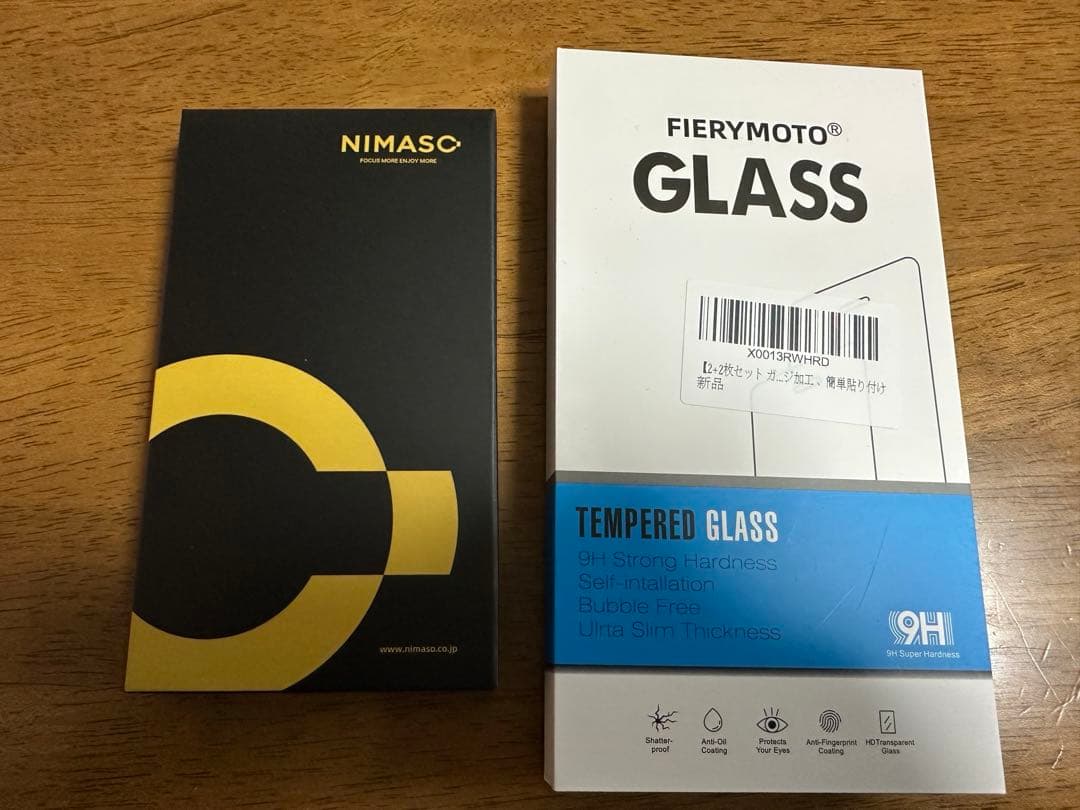 NIMASO
FOCUS MORE ENJOY MORE
www.nimaso.co.jp
FIERYMOTO®
GLASS
X0013RWHRD
【2+2枚セット ガ...ジ加工 、簡単貼り付け
新品
TEMPERED GLASS
9H Strong Hardness
Self-intallation
Bubble Free
Ulrta Slim Thickness
9H
9H Super Hardness
Shatter-
proof
Anti-Oil
Coating
Protects
Your Eyes
Anti-Fingerprint
Coating
HDTransparent
Glass